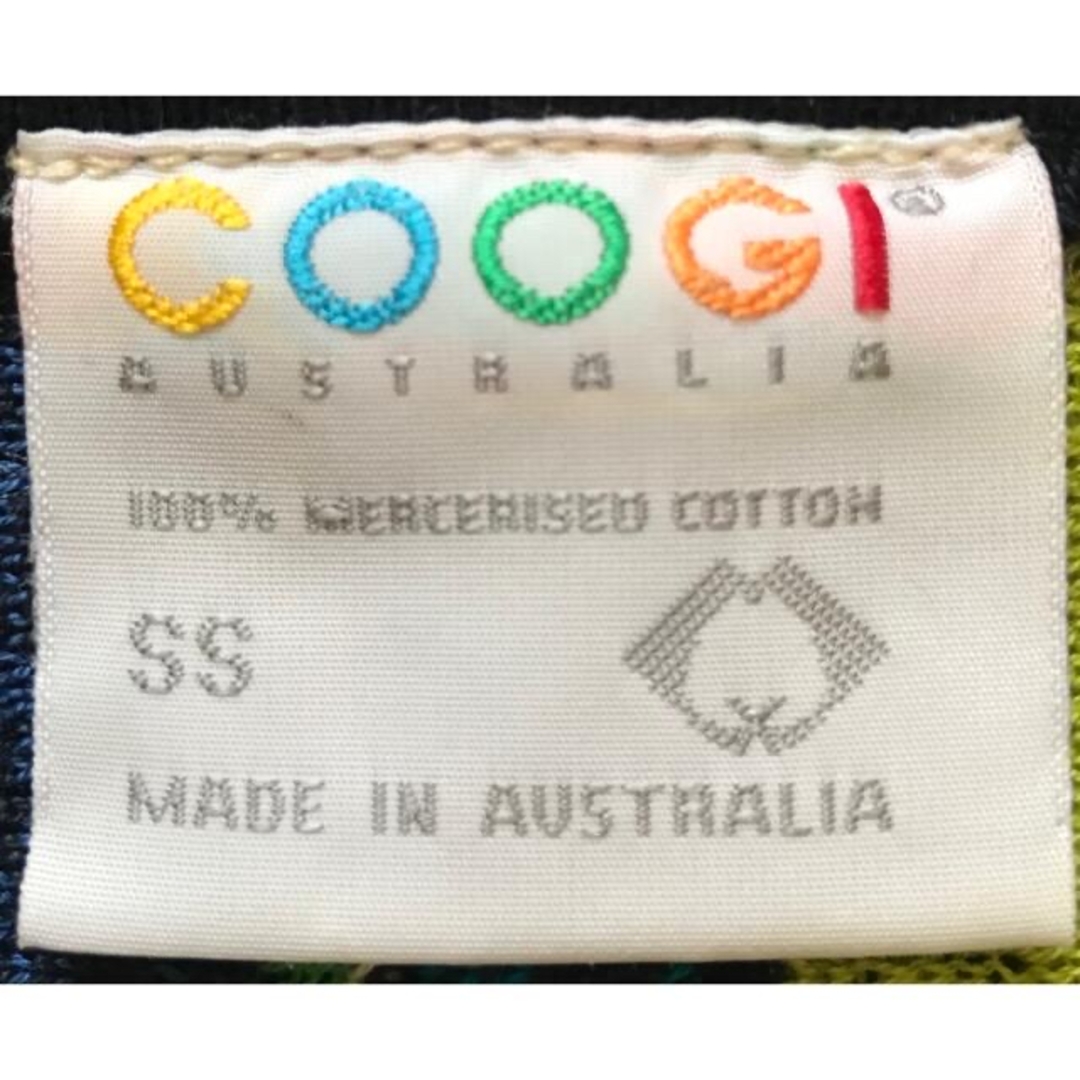 COOGI®
AUSTRALIA
100% MERCERISED COTTON
SS
MADE IN AUSTRALIA